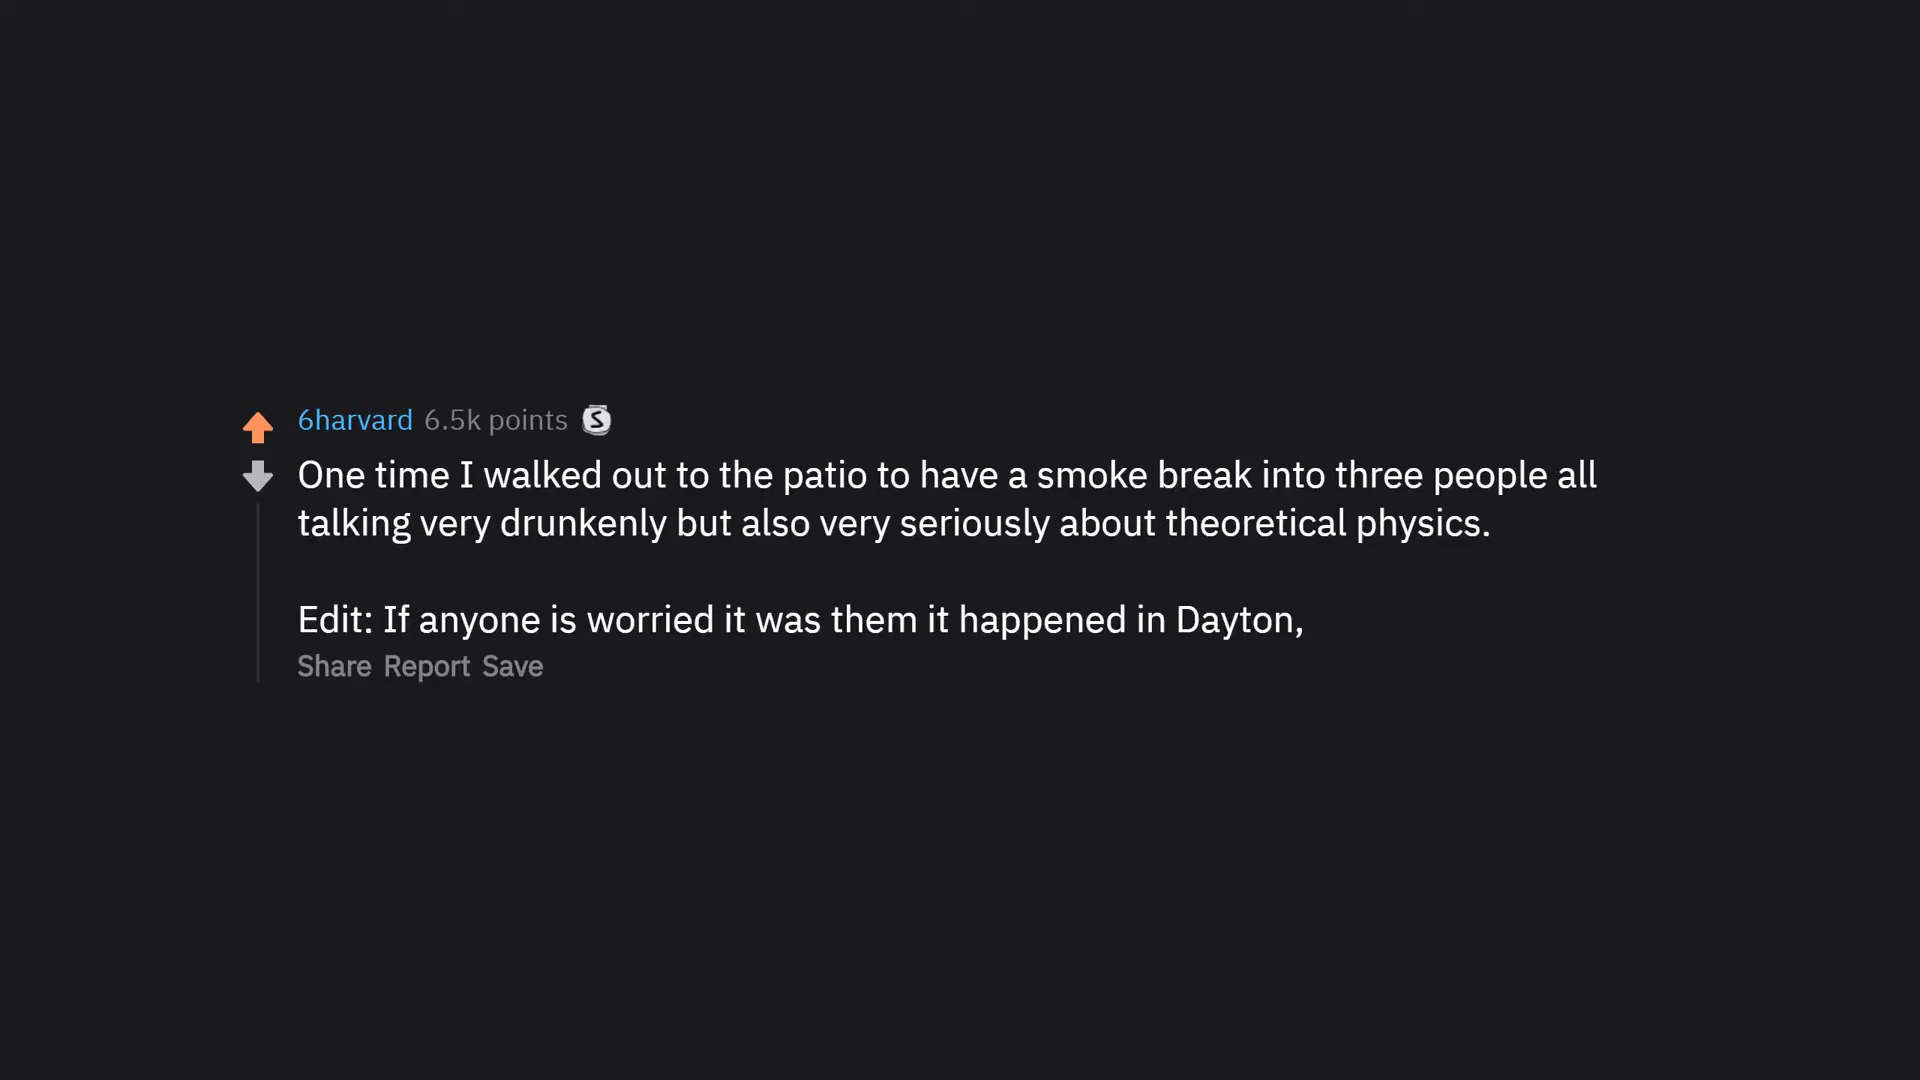 6harvard 6.5k points S
One time I walked out to the patio to have a smoke break into three people all
talking very drunkenly but also very seriously about theoretical physics.
Edit: If anyone is worried it was them it happened in Dayton,
Share Report Save